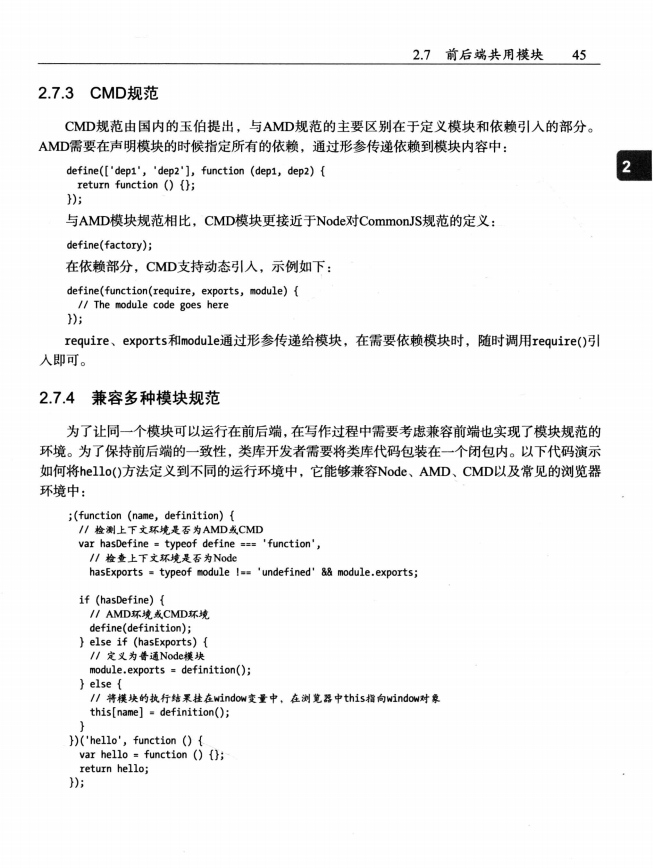 2.7 前后端共用模块 45
2.7.3 CMD规范
CMD规范由国内的玉伯提出，与AMD规范的主要区别在于定义模块和依赖引入的部分。
AMD需要在声明模块的时候指定所有的依赖，通过形参传递依赖到模块内容中：
2
define(['dep1', 'dep2'], function (dep1, dep2) {
return function () {};
});
与AMD模块规范相比，CMD模块更接近于Node对CommonJS规范的定义：
define(factory);
在依赖部分，CMD支持动态引入，示例如下：
define(function(require, exports, module) {
// The module code goes here
});
require、exports和module通过形参传递给模块，在需要依赖模块时，随时调用require()引
入即可。
2.7.4 兼容多种模块规范
为了让同一个模块可以运行在前后端，在写作过程中需要考虑兼容前端也实现了模块规范的
环境。为了保持前后端的一致性，类库开发者需要将类库代码包装在一个闭包内。以下代码演示
如何将hello()方法定义到不同的运行环境中，它能够兼容Node、AMD、CMD以及常见的浏览器
环境中：
;(function (name, definition) {
// 检测上下文环境是否为AMD或CMD
var hasDefine = typeof define === 'function',
// 检查上下文环境是否为Node
hasExports = typeof module !== 'undefined' && module.exports;
if (hasDefine) {
// AMD环境或CMD环境
define(definition);
} else if (hasExports) {
// 定义为普通Node模块
module.exports = definition();
} else {
// 将模块的执行结果挂在window变量中，在浏览器中this指向window对象
this[name] = definition();
}
})('hello', function () {
var hello = function () {};
return hello;
});